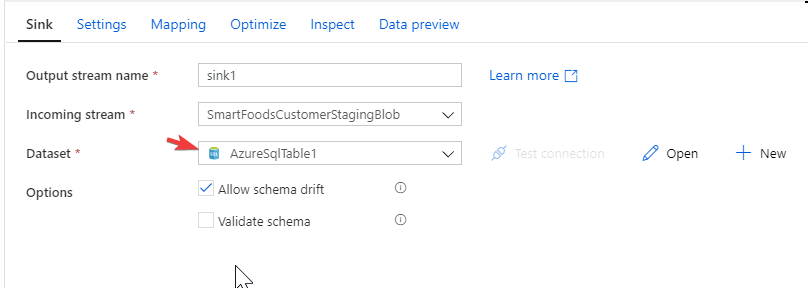 Sink Settings Mapping Optimize Inspect Data preview
Output stream name * sink1 Learn more
Incoming stream * SmartFoodsCustomerStagingBlob
Dataset * AzureSqlTable1 Test connection Open New
Options Allow schema drift
Validate schema